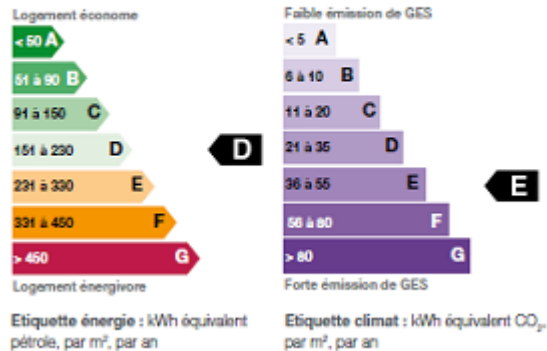 Logement économe
< 50 A
51 à 90 B
91 à 150 C
151 à 230 D
D
231 à 330 E
331 à 450 F
> 450 G
Logement énergivore
Etiquette énergie : kWh équivalent
pétrole, par m², par an
Faible émission de GES
< 5 A
6 à 10 B
11 à 20 C
21 à 35 D
36 à 55 E
E
56 à 80 F
> 80 G
Forte émission de GES
Etiquette climat : kWh équivalent CO₂,
par m², par an